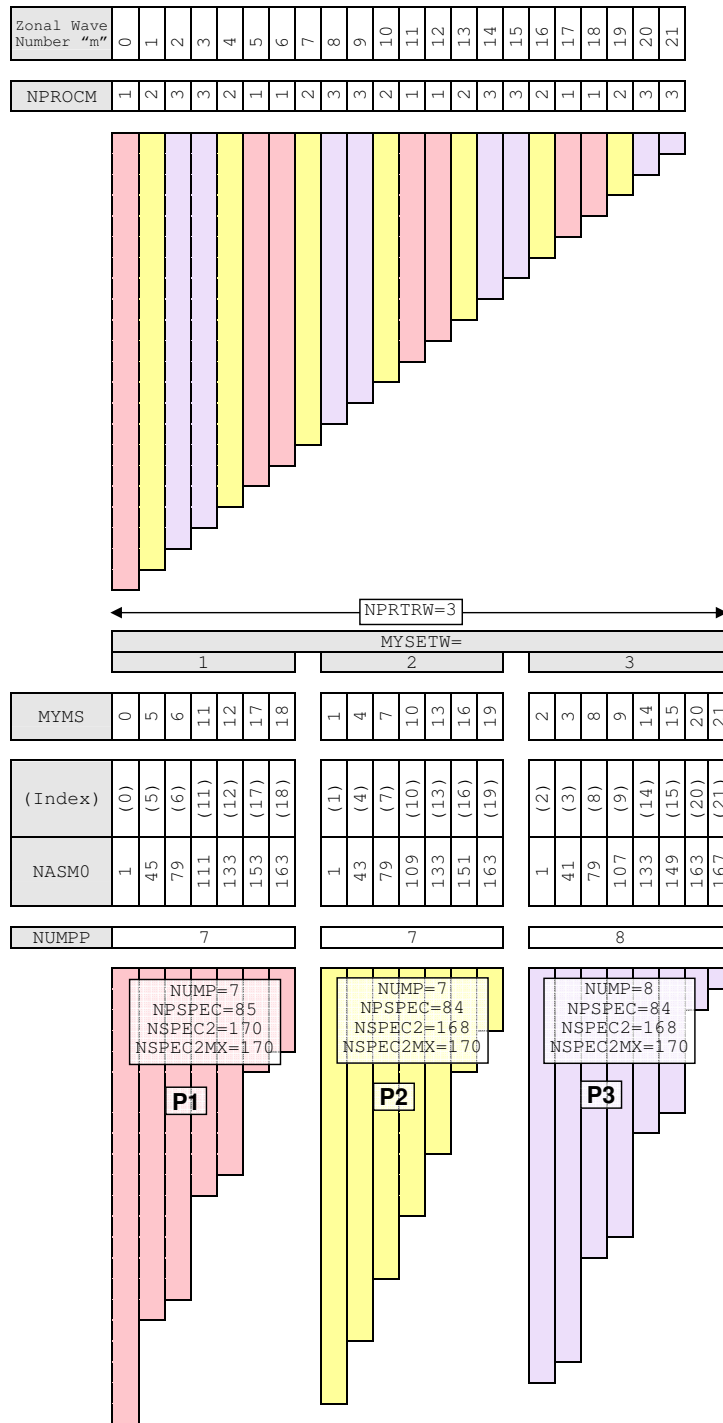 Zonal Wave Number “m” 0 1 2 3 4 5 6 7 8 9 10 11 12 13 14 15 16 17 18 19 20 21
NPROCM 1 2 3 3 2 1 1 2 3 3 2 1 1 2 3 3 2 1 1 2 3 3
NPRTRW=3
MYSETW=
1 2 3
MYMS 0 5 6 11 12 17 18 1 4 7 10 13 16 19 2 3 8 9 14 15 20 21
(Index) (0) (5) (6) (11) (12) (17) (18) (1) (4) (7) (10) (13) (16) (19) (2) (3) (8) (9) (14) (15) (20) (21)
NASM0 1 45 79 111 133 153 163 1 43 79 109 133 151 163 1 41 79 107 133 149 163 167
NUMPP 7 7 8
NUMP=7
NPSPEC=85
NSPEC2=170
NSPEC2MX=170
P1
NUMP=7
NPSPEC=84
NSPEC2=168
NSPEC2MX=170
P2
NUMP=8
NPSPEC=84
NSPEC2=168
NSPEC2MX=170
P3